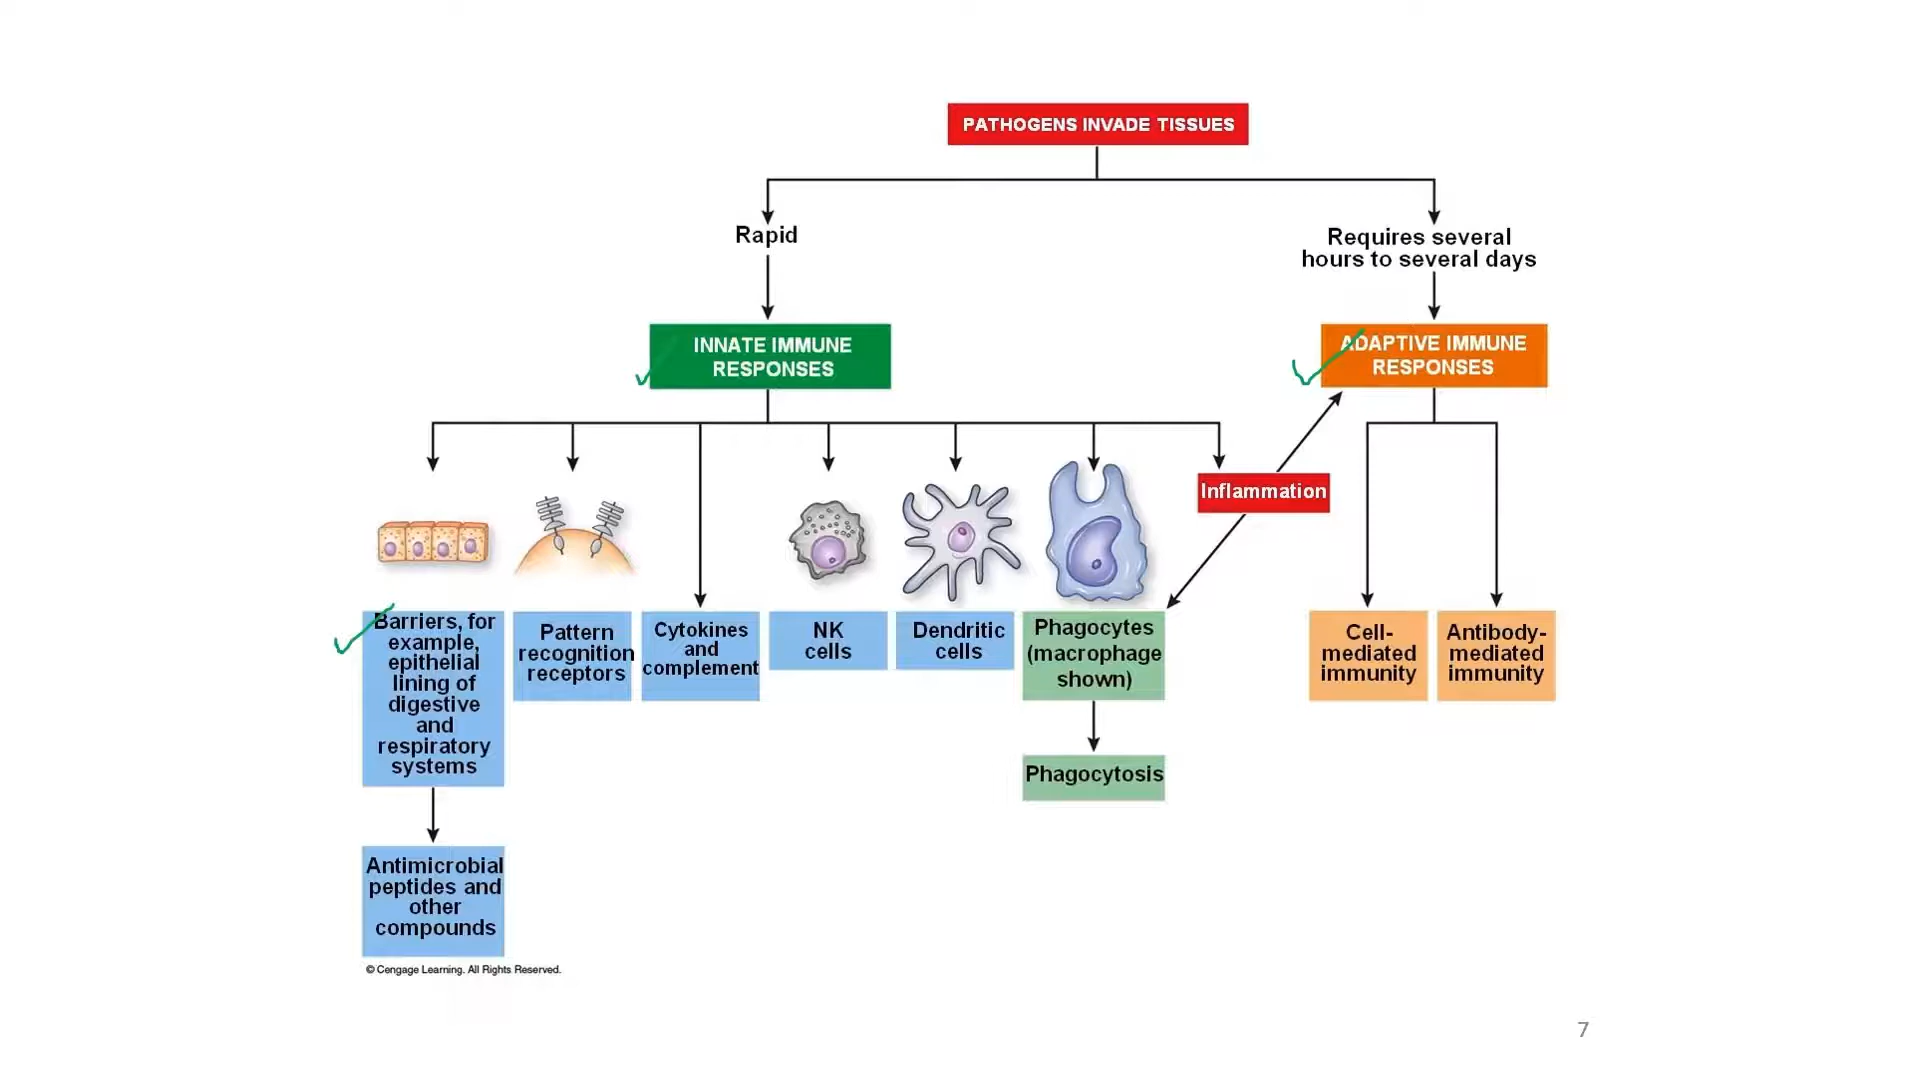 PATHOGENS INVADE TISSUES
Rapid
Requires several
hours to several days
INNATE IMMUNE
RESPONSES
ADAPTIVE IMMUNE
RESPONSES
Inflammation
Barriers, for
example,
epithelial
lining of
digestive
and
respiratory
systems
Pattern
recognition
receptors
Cytokines
and
complement
NK
cells
Dendritic
cells
Phagocytes
(macrophage
shown)
Cell-
mediated
immunity
Antibody-
mediated
immunity
Phagocytosis
Antimicrobial
peptides and
other
compounds
© Cengage Learning. All Rights Reserved.
7